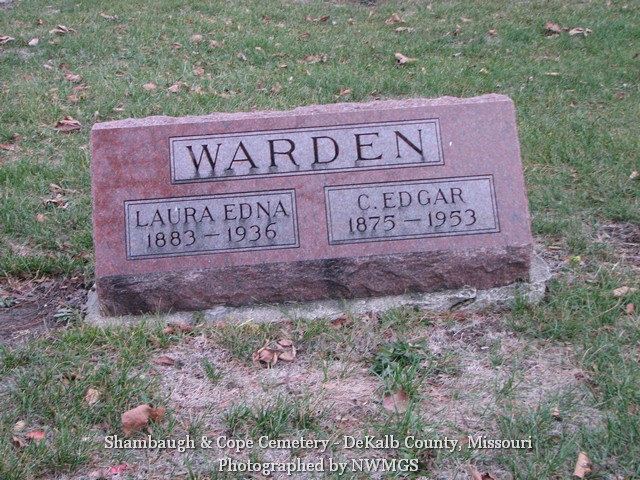 WARDEN
LAURA EDNA
1883 – 1936
C. EDGAR
1875 – 1953
Shambaugh & Cope Cemetery - DeKalb County, Missouri
Photographed by NWMGS